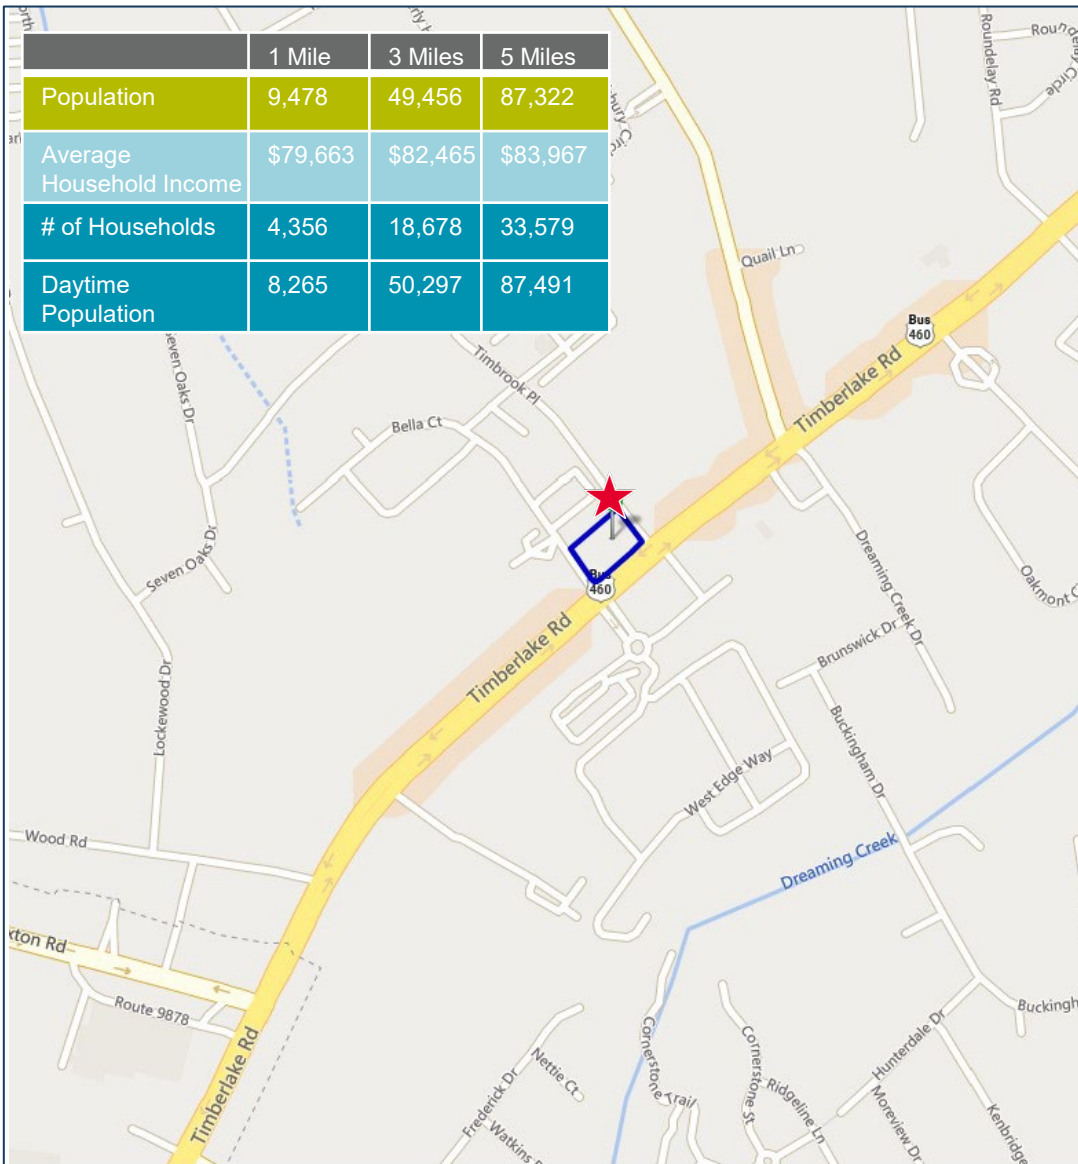 1 Mile 3 Miles 5 Miles
Population 9,478 49,456 87,322
Average
Household Income $79,663 $82,465 $83,967
# of Households 4,356 18,678 33,579
Daytime
Population 8,265 50,297 87,491
Roundelay Rd
Quail Ln
Bus
460
Timberlake Rd
Seven Oaks Dr
Timbrook Pl
Bella Ct
Seven Oaks Dr
Dreaming Creek Dr
Bus
460
Timberlake Rd
Brunswick Dr
Lockewood Dr
Buckingham Dr
West Edge Way
Wood Rd
Dreaming Creek
Route 9878
Timberlake Rd
Frederick Dr
Nettie Ct
Cornerstone Trail
Cornerstone St
Ridgeline Ln
Hunterdale Dr
Moreview Dr